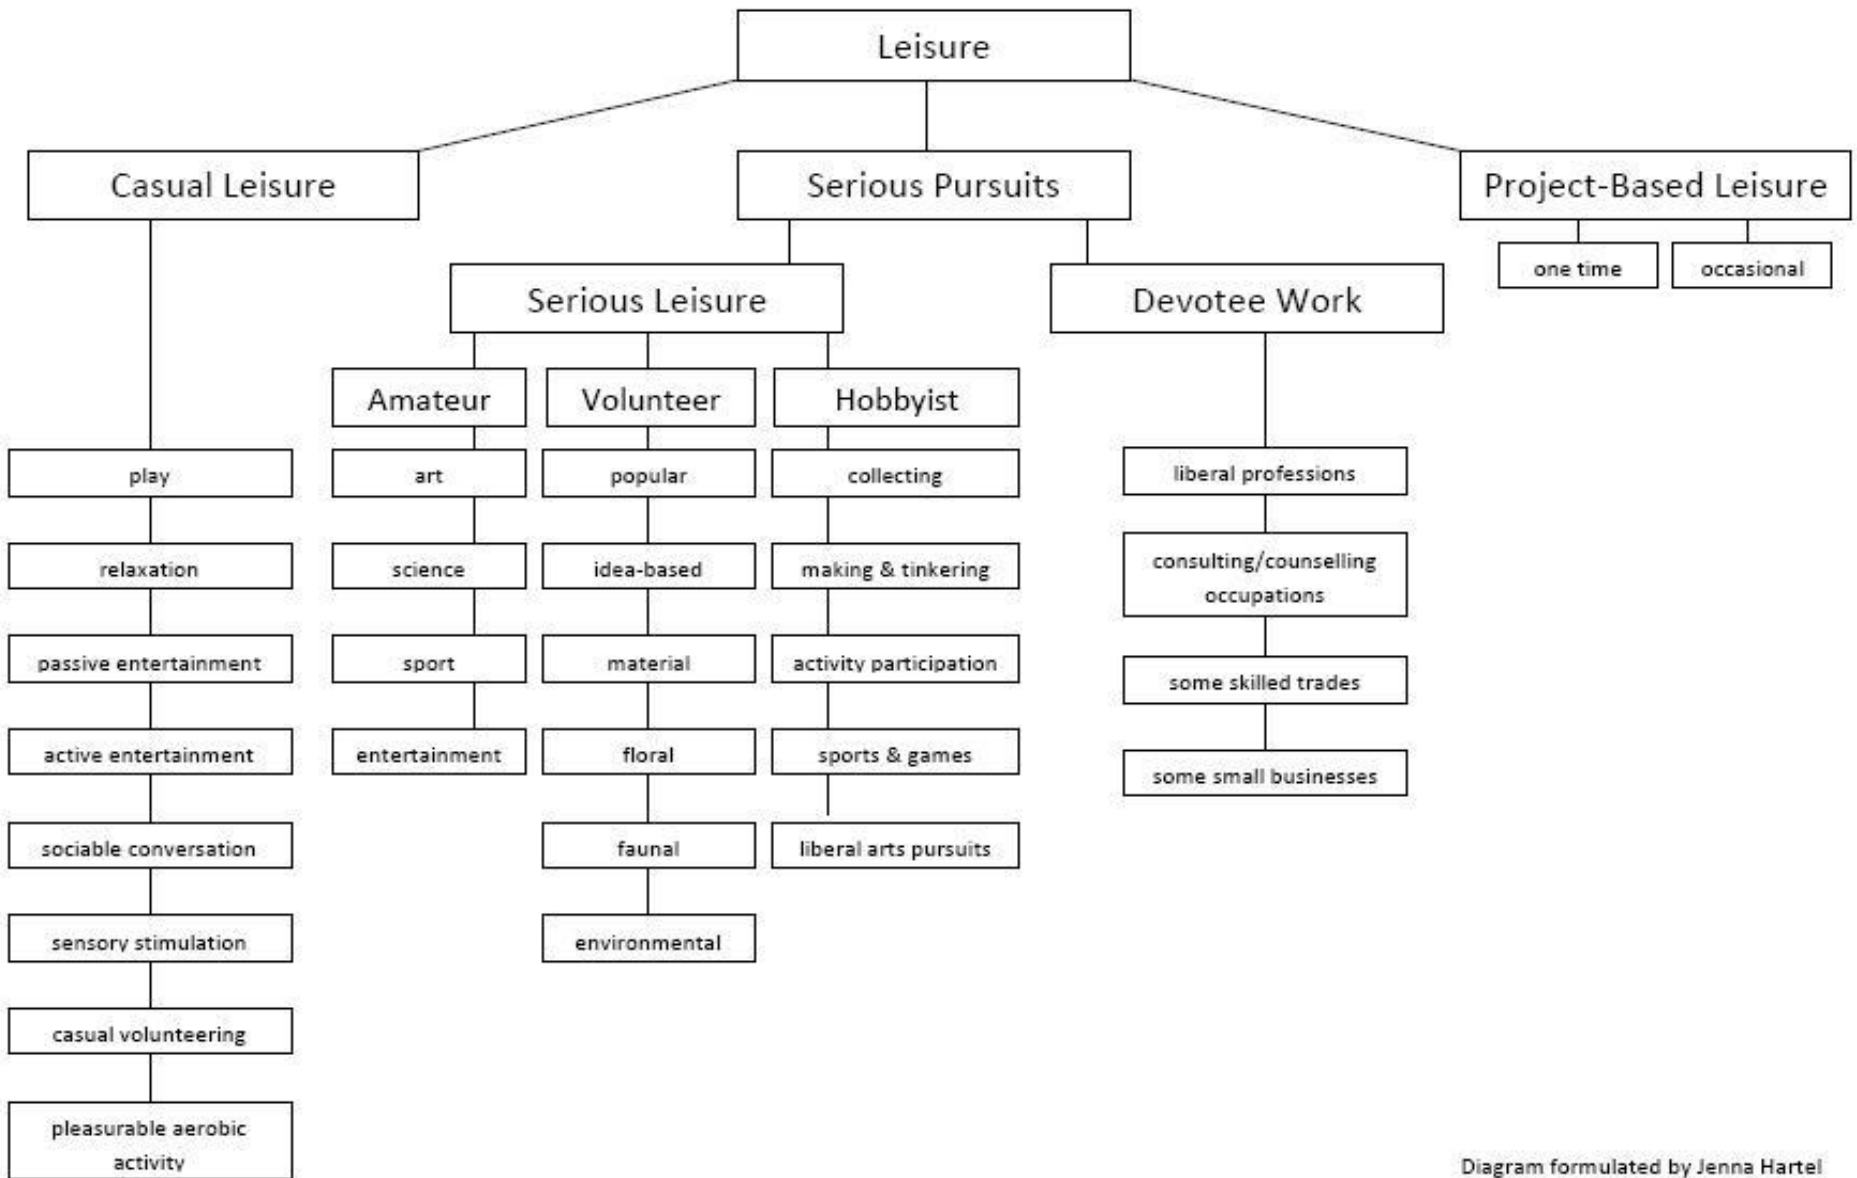 Leisure
Casual Leisure
Serious Pursuits
Project-Based Leisure
one time
occasional
Serious Leisure
Devotee Work
Amateur
Volunteer
Hobbyist
play
relaxation
passive entertainment
active entertainment
sociable conversation
sensory stimulation
casual volunteering
pleasurable aerobic
activity
art
science
sport
entertainment
popular
idea-based
material
floral
faunal
environmental
collecting
making & tinkering
activity participation
sports & games
liberal arts pursuits
liberal professions
consulting/counselling
occupations
some skilled trades
some small businesses
Diagram formulated by Jenna Hartel